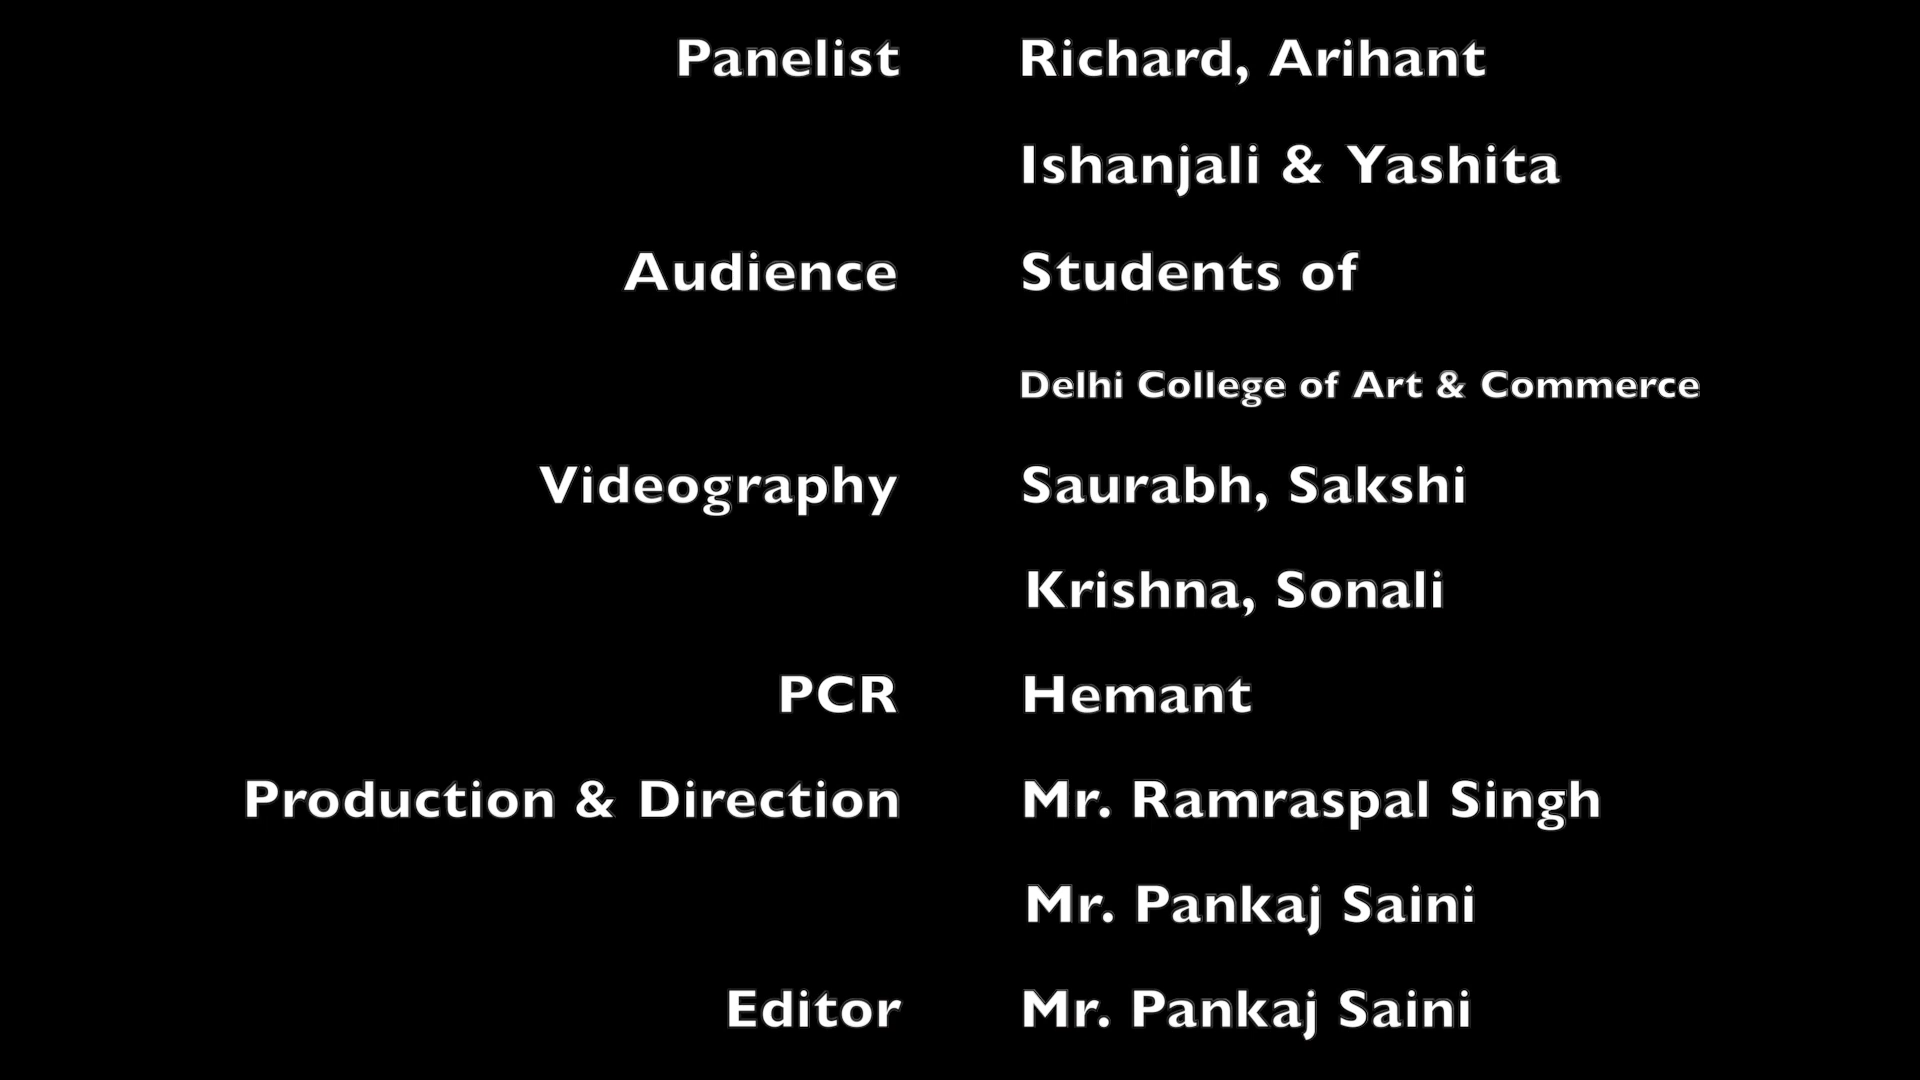 Panelist Richard, Arihant
Ishanjali & Yashita
Audience Students of
Delhi College of Art & Commerce
Videography Saurabh, Sakshi
Krishna, Sonali
PCR Hemant
Production & Direction Mr. Ramraspal Singh
Mr. Pankaj Saini
Editor Mr. Pankaj Saini